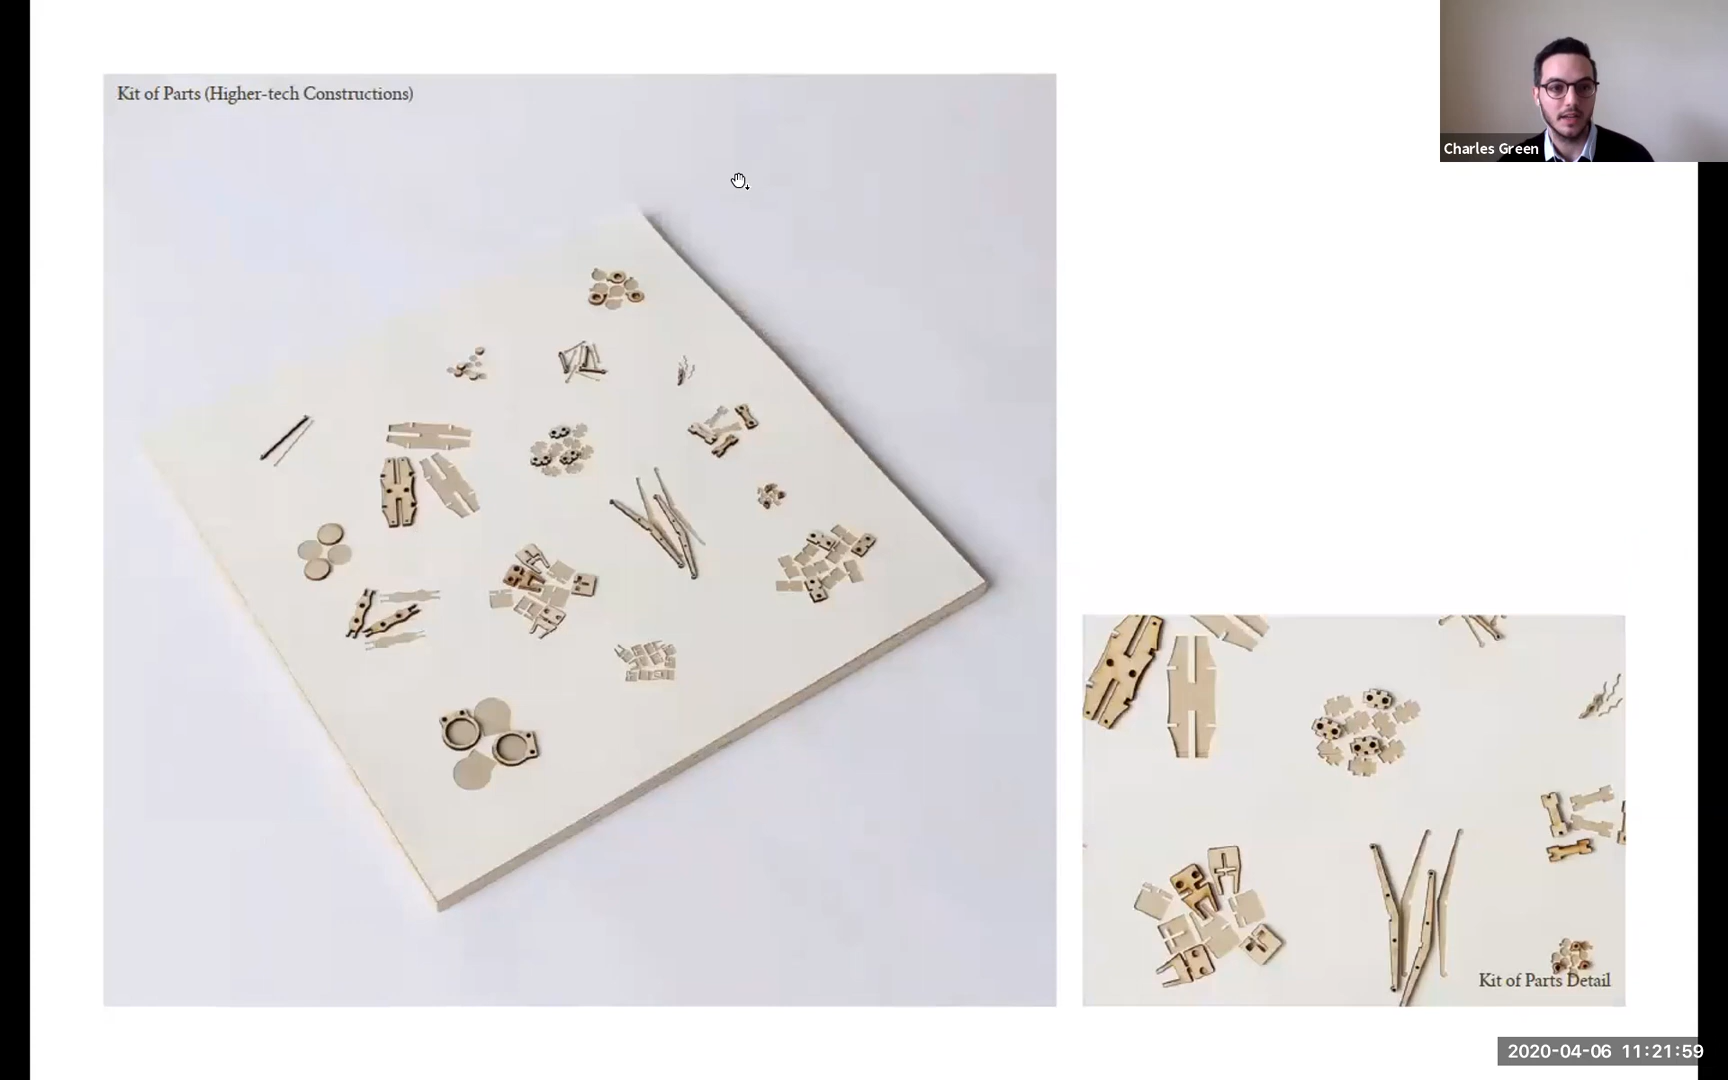 Kit of Parts (Higher-tech Constructions)
Charles Green
Kit of Parts Detail
2020-04-06 11:21:59